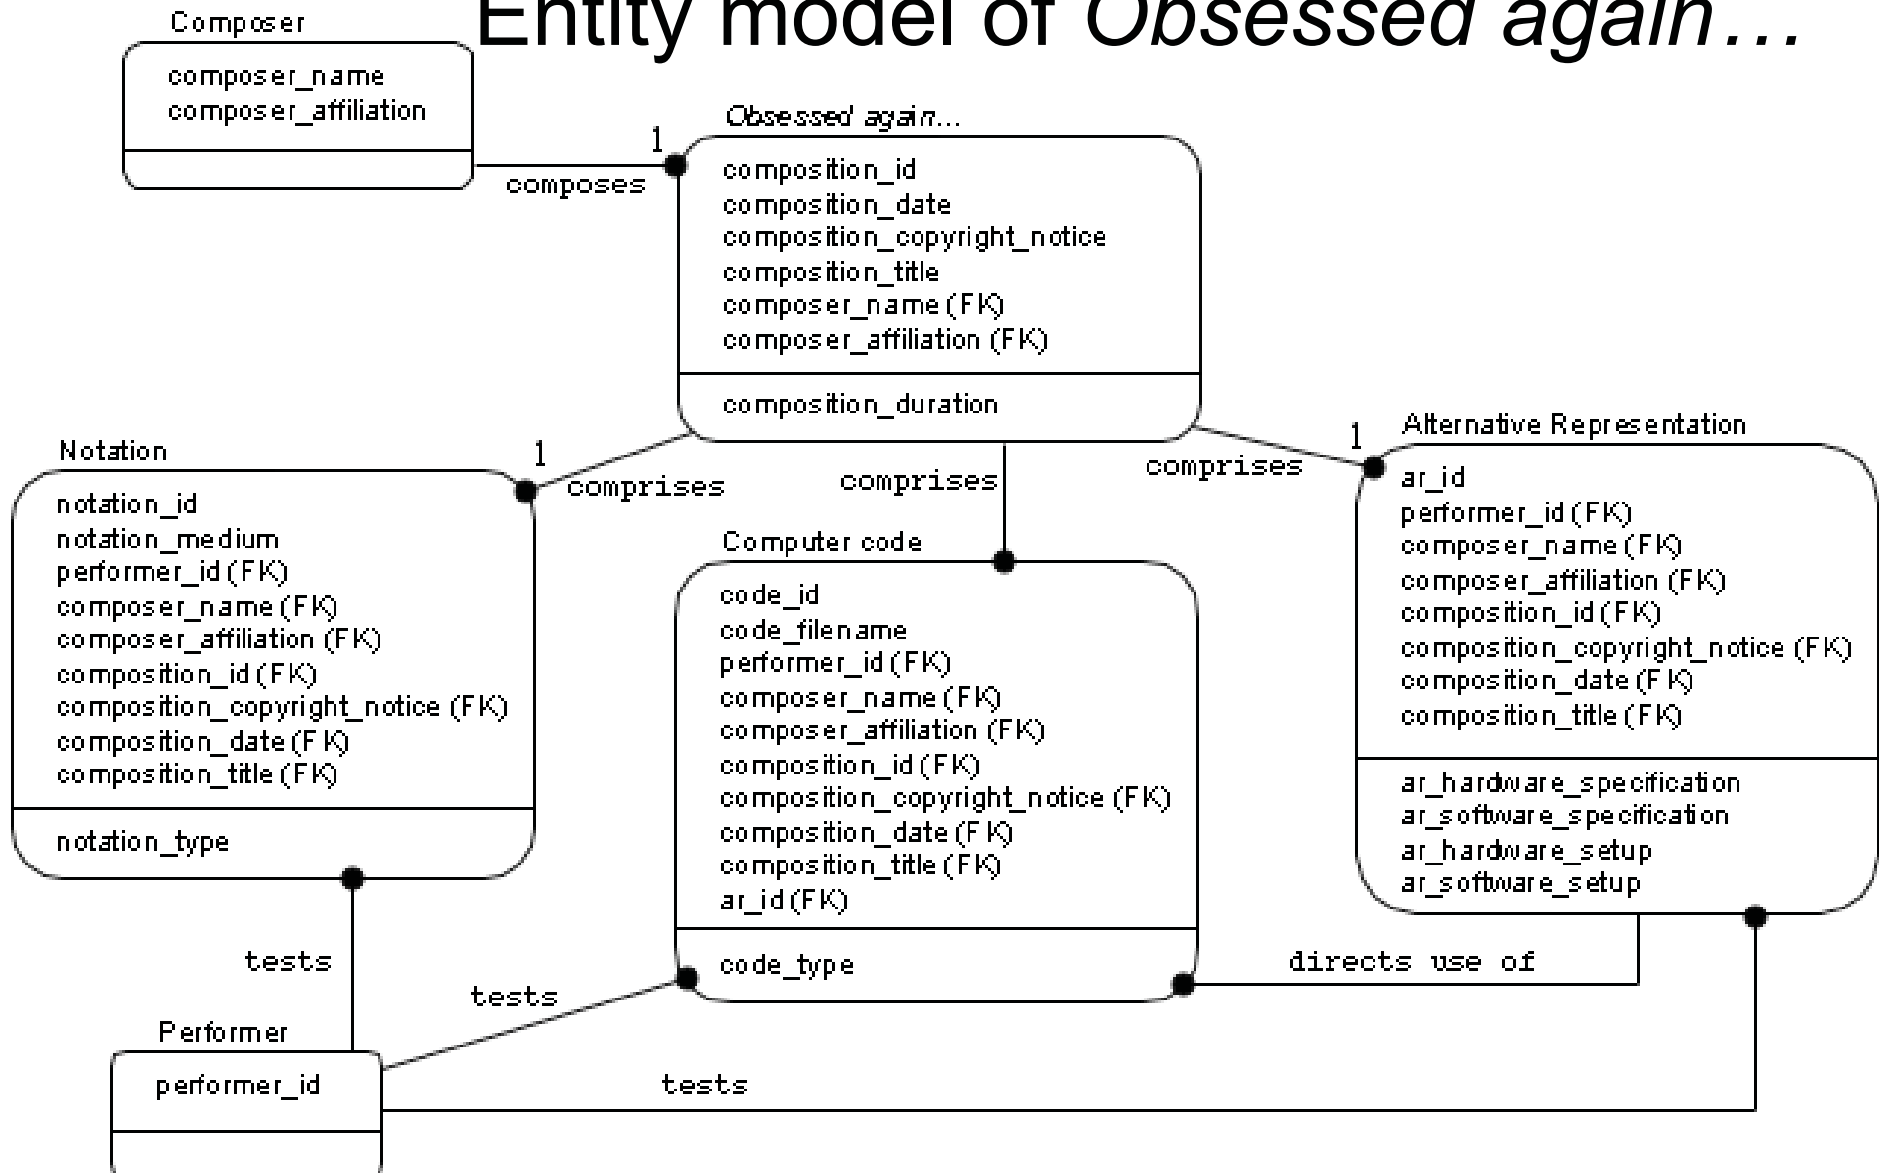 Entity model of Obsessed again…
Composer
composer_name
composer_affiliation
1
composes
Obsessed again...
composition_id
composition_date
composition_copyright_notice
composition_title
composer_name (FK)
composer_affiliation (FK)
composition_duration
1
comprises
comprises
1
comprises
Notation
notation_id
notation_medium
performer_id (FK)
composer_name (FK)
composer_affiliation (FK)
composition_id (FK)
composition_copyright_notice (FK)
composition_date (FK)
composition_title (FK)
notation_type
Computer code
code_id
code_filename
performer_id (FK)
composer_name (FK)
composer_affiliation (FK)
composition_id (FK)
composition_copyright_notice (FK)
composition_date (FK)
composition_title (FK)
ar_id (FK)
code_type
Alternative Representation
ar_id
performer_id (FK)
composer_name (FK)
composer_affiliation (FK)
composition_id (FK)
composition_copyright_notice (FK)
composition_date (FK)
composition_title (FK)
ar_hardware_specification
ar_software_specification
ar_hardware_setup
ar_software_setup
tests
tests
directs use of
Performer
performer_id
tests